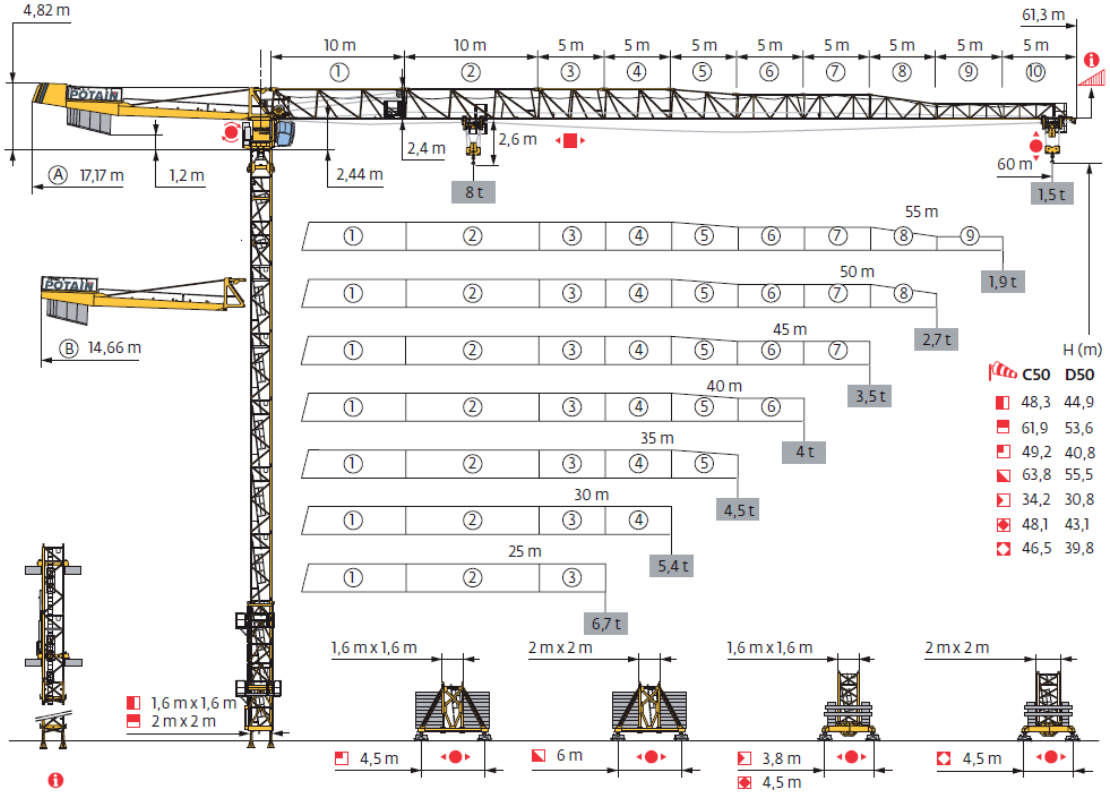 4,82 m
61,3 m
10 m 10 m 5 m 5 m 5 m 5 m 5 m 5 m 5 m 5 m
1 2 3 4 5 6 7 8 9 10
i
POTAIN
2,4 m
2,6 m
A 17,17 m
1,2 m
2,44 m
60 m
8 t
1,5 t
55 m
1 2 3 4 5 6 7 8 9
1,9 t
POTAIN
50 m
1 2 3 4 5 6 7 8
2,7 t
B 14,66 m
45 m
1 2 3 4 5 6 7
3,5 t
H (m)
C50 D50
48,3 44,9
61,9 53,6
49,2 40,8
63,8 55,5
34,2 30,8
48,1 43,1
46,5 39,8
40 m
1 2 3 4 5 6
4 t
35 m
1 2 3 4 5
4,5 t
30 m
1 2 3 4
5,4 t
25 m
1 2 3
6,7 t
1,6 m x 1,6 m
2 m x 2 m
1,6 m x 1,6 m
2 m x 2 m
1,6 m x 1,6 m
2 m x 2 m
4,5 m
6 m
3,8 m
4,5 m
4,5 m
i